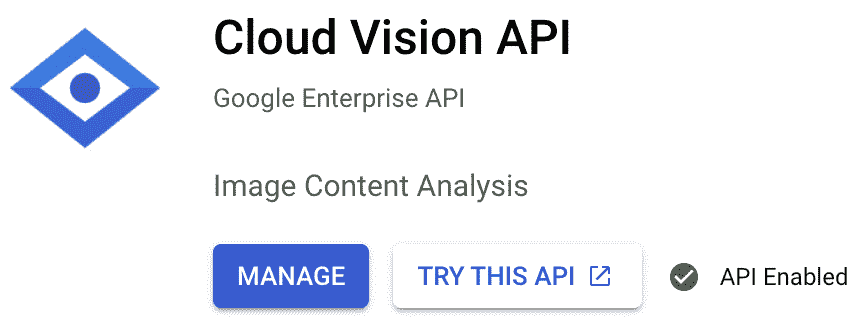 Cloud Vision API
Google Enterprise API
Image Content Analysis
MANAGE
TRY THIS API
API Enabled